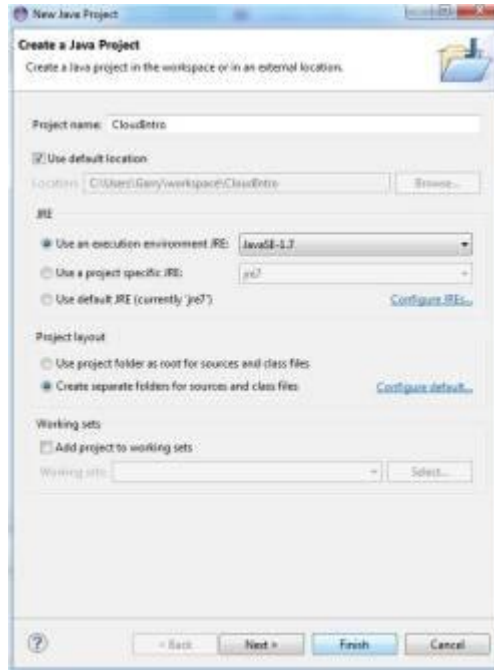 New Java Project
Create a Java Project
Create a Java project in the workspace or in an external location.
Project name: CloudIntro
Use default location
Location: C:\Users\Garry\workspace\CloudIntro Browse...
JRE
Use an execution environment JRE: JavaSE-1.7
Use a project specific JRE: jre7
Use default JRE (currently 'jre7') Configure JREs...
Project layout
Use project folder as root for sources and class files
Create separate folders for sources and class files Configure default...
Working sets
Add project to working sets
Working sets: Select...
? < Back Next > Finish Cancel